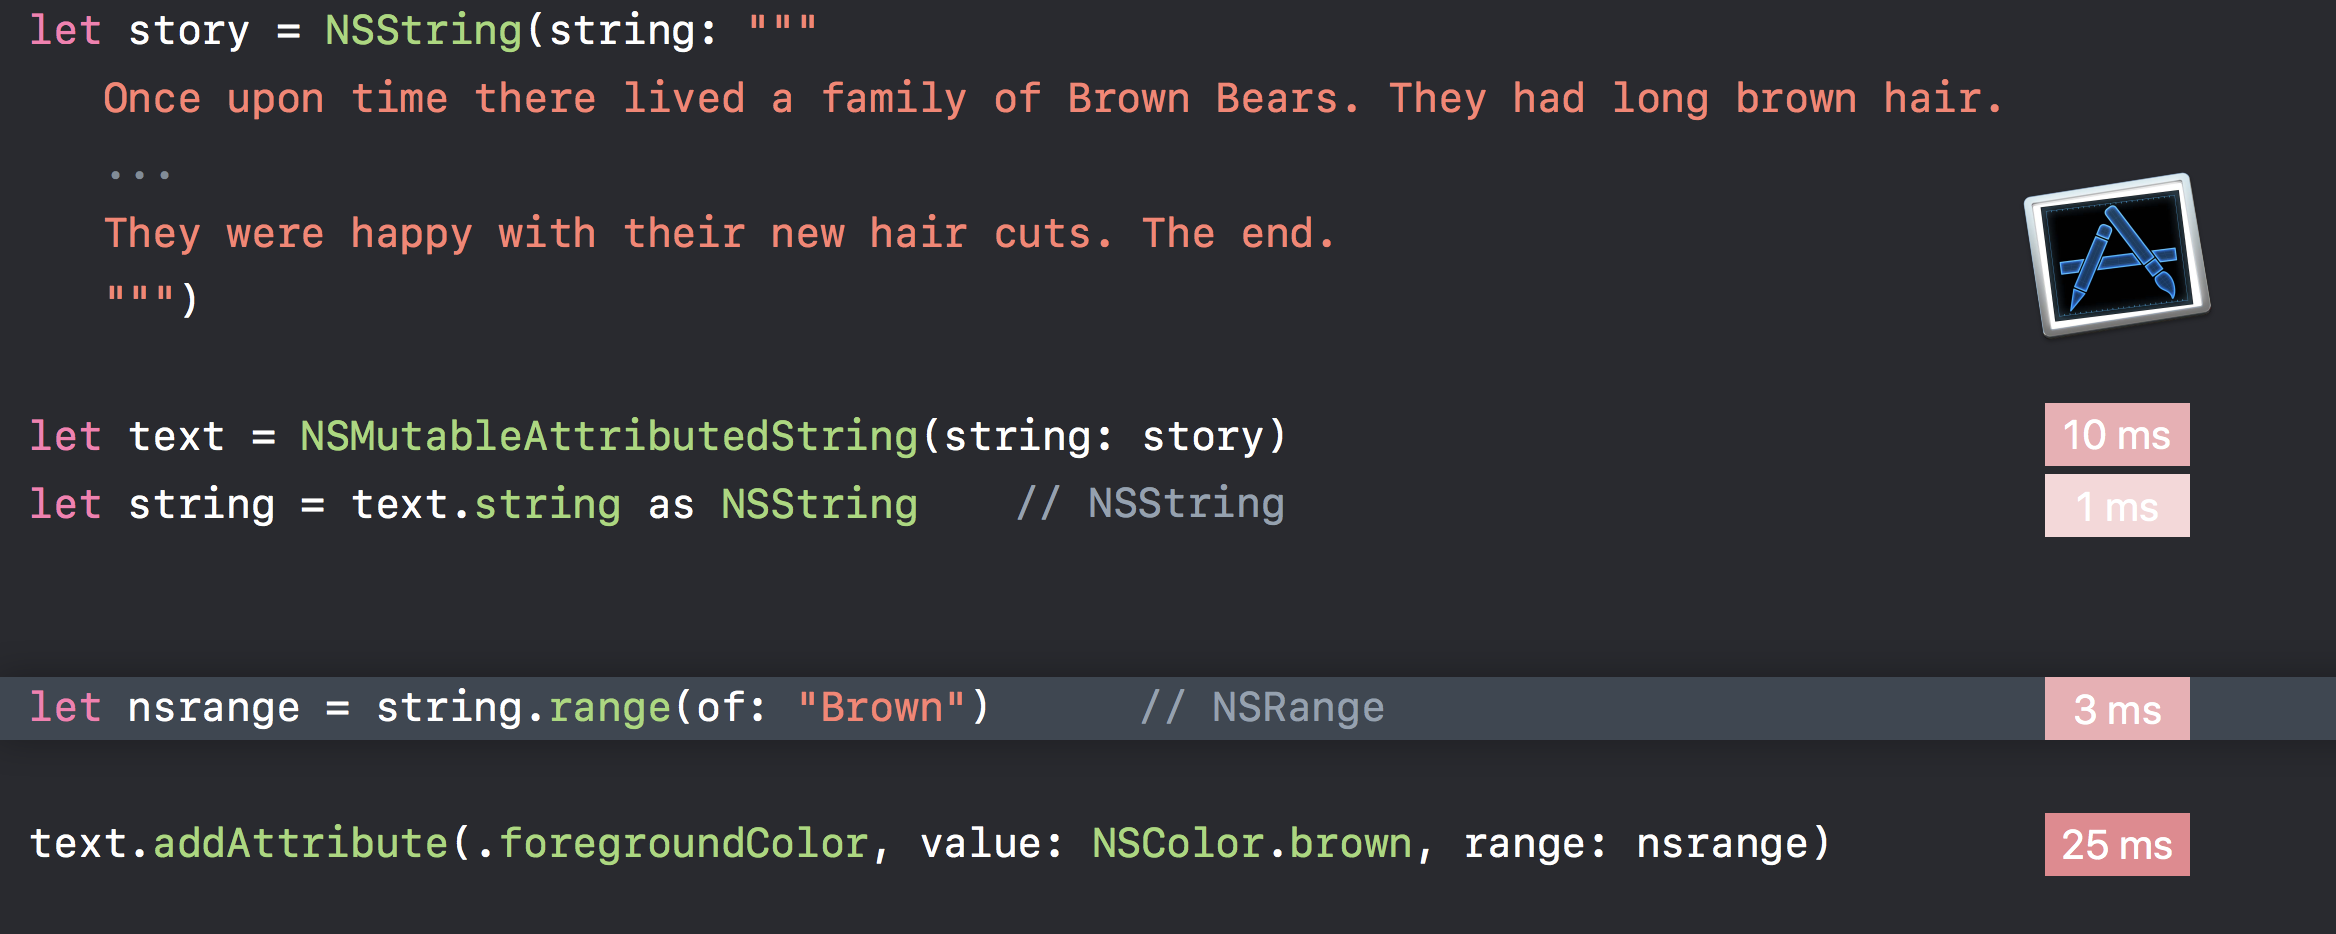 let story = NSString(string: """
Once upon time there lived a family of Brown Bears. They had long brown hair.
...
They were happy with their new hair cuts. The end.
""")
let text = NSMutableAttributedString(string: story) 10 ms
let string = text.string as NSString // NSString 1 ms
let nsrange = string.range(of: "Brown") // NSRange 3 ms
text.addAttribute(.foregroundColor, value: NSColor.brown, range: nsrange) 25 ms